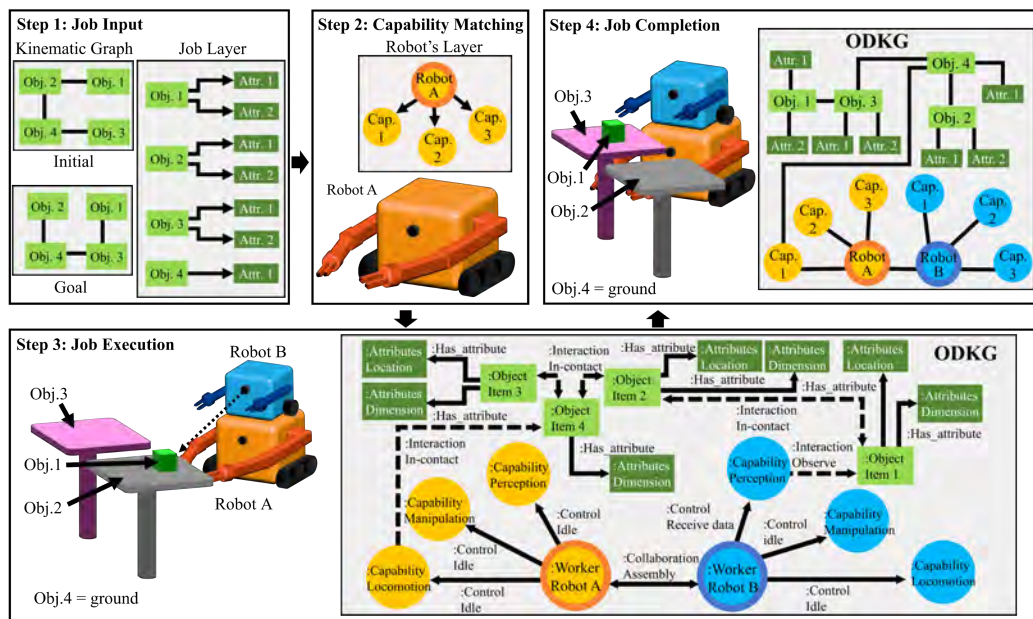 Step 1: Job Input
Kinematic Graph
Obj. 2
Obj. 1
Obj. 4
Obj. 3
Initial
Obj. 2
Obj. 1
Obj. 4
Obj. 3
Goal
Job Layer
Obj. 1
Attr. 1
Attr. 2
Obj. 2
Attr. 1
Attr. 2
Obj. 3
Attr. 1
Attr. 2
Obj. 4
Attr. 1
Step 2: Capability Matching
Robot's Layer
Robot
A
Cap.
1
Cap.
2
Cap.
3
Robot A
Step 4: Job Completion
Obj.3
Obj.1
Obj.2
Obj.4 = ground
ODKG
Attr. 1
Obj. 4
Obj. 1
Obj. 3
Attr. 1
Obj. 2
Attr. 2
Attr. 1
Attr. 2
Attr. 1
Attr. 2
Cap.
3
Cap.
1
Cap.
2
Cap.
2
Cap.
1
Robot
A
Robot
B
Cap.
3
Step 3: Job Execution
Robot B
Obj.3
Obj.1
Obj.2
Robot A
Obj.4 = ground
ODKG
:Attributes
Location
:Has_attribute
:Interaction
In-contact
:Has_attribute
:Attributes
Location
:Attributes
Dimension
:Attributes
Location
:Object
Item 3
:Object
Item 2
:Has_attribute
:Has_attribute
:Attributes
Dimension
:Has_attribute
:Object
Item 4
:Interaction
In-contact
:Attributes
Dimension
:Has_attribute
:Interaction
In-contact
:Has_attribute
:Interaction
Observe
:Object
Item 1
:Attributes
Dimension
:Capability
Perception
:Capability
Perception
:Capability
Manipulation
:Control
Idle
:Control
Receive data
:Control
idle
:Capability
Manipulation
:Control
Idle
:Capability
Locomotion
:Worker
Robot A
:Collaboration
Assembly
:Worker
Robot B
:Capability
Locomotion
:Control
Idle
:Control
Idle